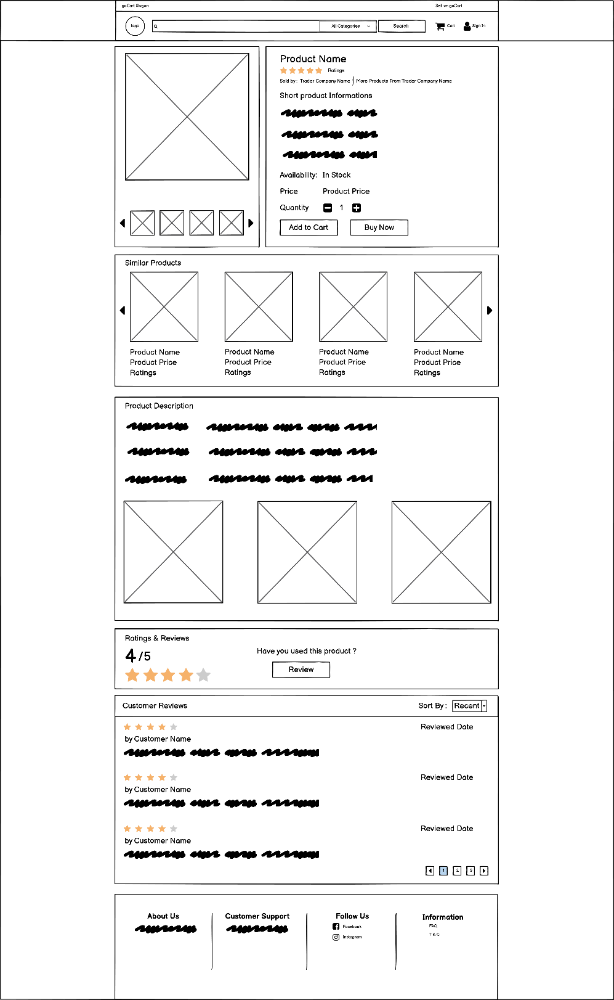 goCart Slogan
Sell on goCart
logo
All Categories
Search
Cart
Sign In
Product Name
Ratings
Sold by : Trader Company Name
More Products From Trader Company Name
Short product Informations
Availability: In Stock
Price Product Price
Quantity 1
Add to Cart
Buy Now
Similar Products
Product Name
Product Price
Ratings
Product Name
Product Price
Ratings
Product Name
Product Price
Ratings
Product Name
Product Price
Ratings
Product Description
Ratings & Reviews
4/5
Have you used this product ?
Review
Customer Reviews
Sort By : Recent
Reviewed Date
by Customer Name
Reviewed Date
by Customer Name
Reviewed Date
by Customer Name
1 2 3
About Us
Customer Support
Follow Us
Facebook
Instagram
Information
FAQ
T & C